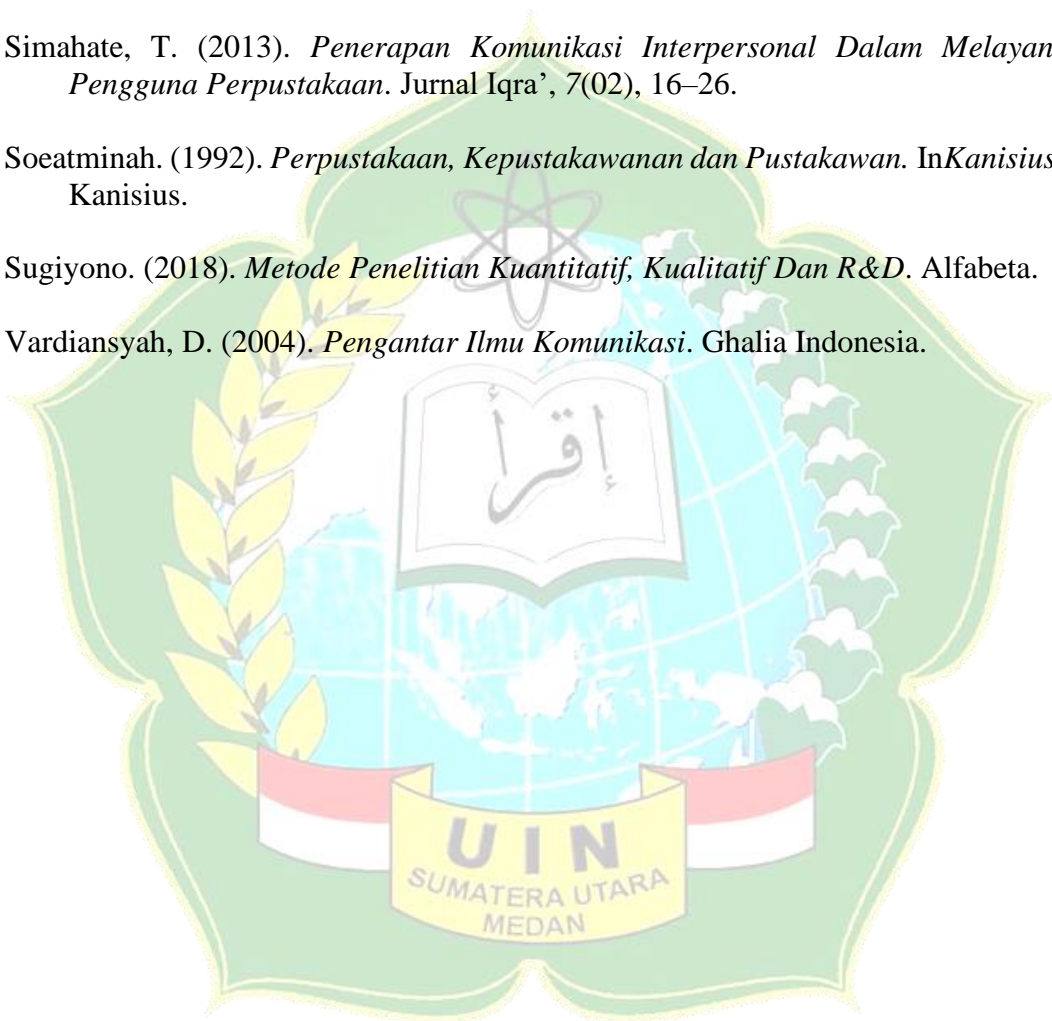 Simahate, T. (2013). Penerapan Komunikasi Interpersonal Dalam Melayan
Pengguna Perpustakaan. Jurnal Iqra’, 7(02), 16–26.
Soeatminah. (1992). Perpustakaan, Kepustakawanan dan Pustakawan. InKanisius
Kanisius.
Sugiyono. (2018). Metode Penelitian Kuantitatif, Kualitatif Dan R&D. Alfabeta.
Vardiansyah, D. (2004). Pengantar Ilmu Komunikasi. Ghalia Indonesia.
إقرأ
UIN
SUMATERA UTARA
MEDAN